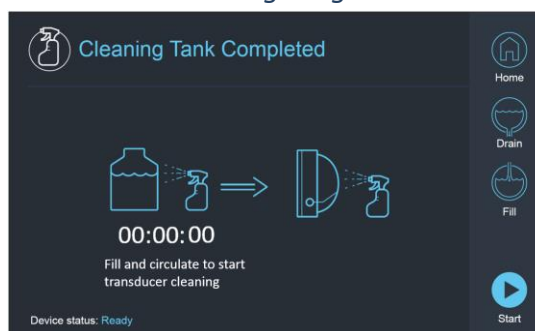 Cleaning Tank Completed
Home
Drain
Fill
00:00:00
Fill and circulate to start
transducer cleaning
Device status: Ready
Start